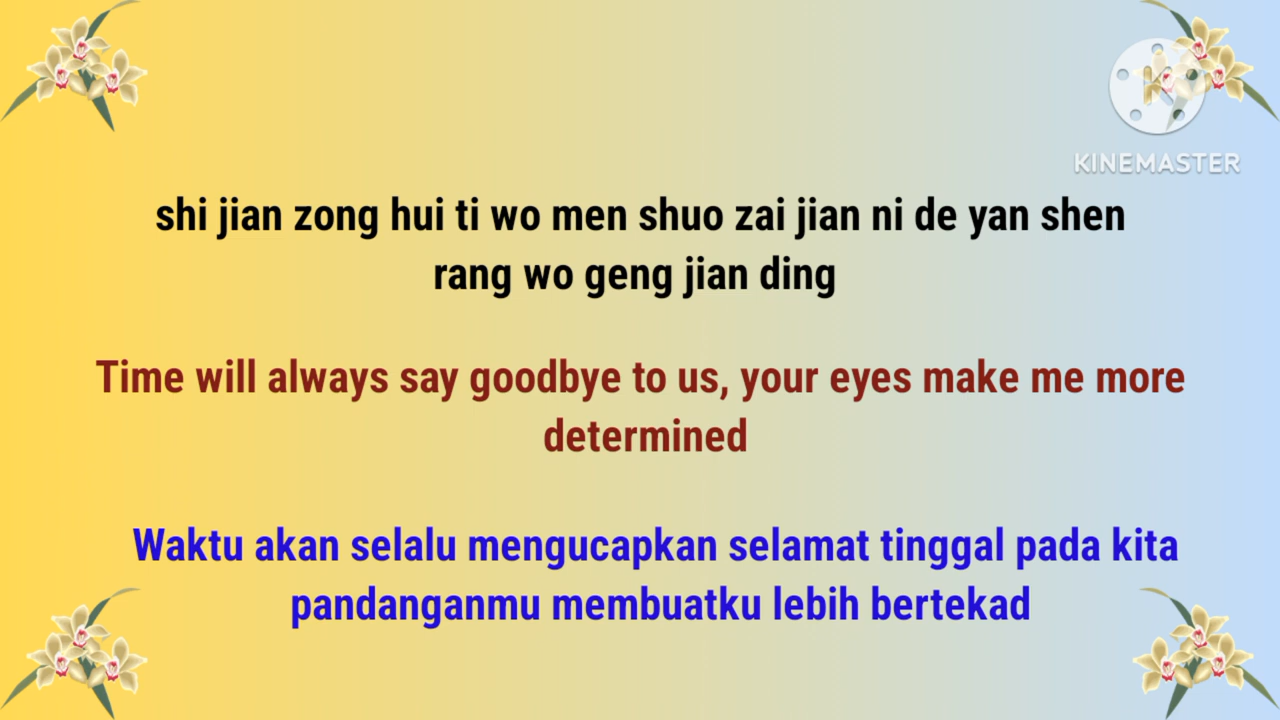 KINEMASTER
shi jian zong hui ti wo men shuo zai jian ni de yan shen
rang wo geng jian ding
Time will always say goodbye to us, your eyes make me more
determined
Waktu akan selalu mengucapkan selamat tinggal pada kita
pandanganmu membuatku lebih bertekad